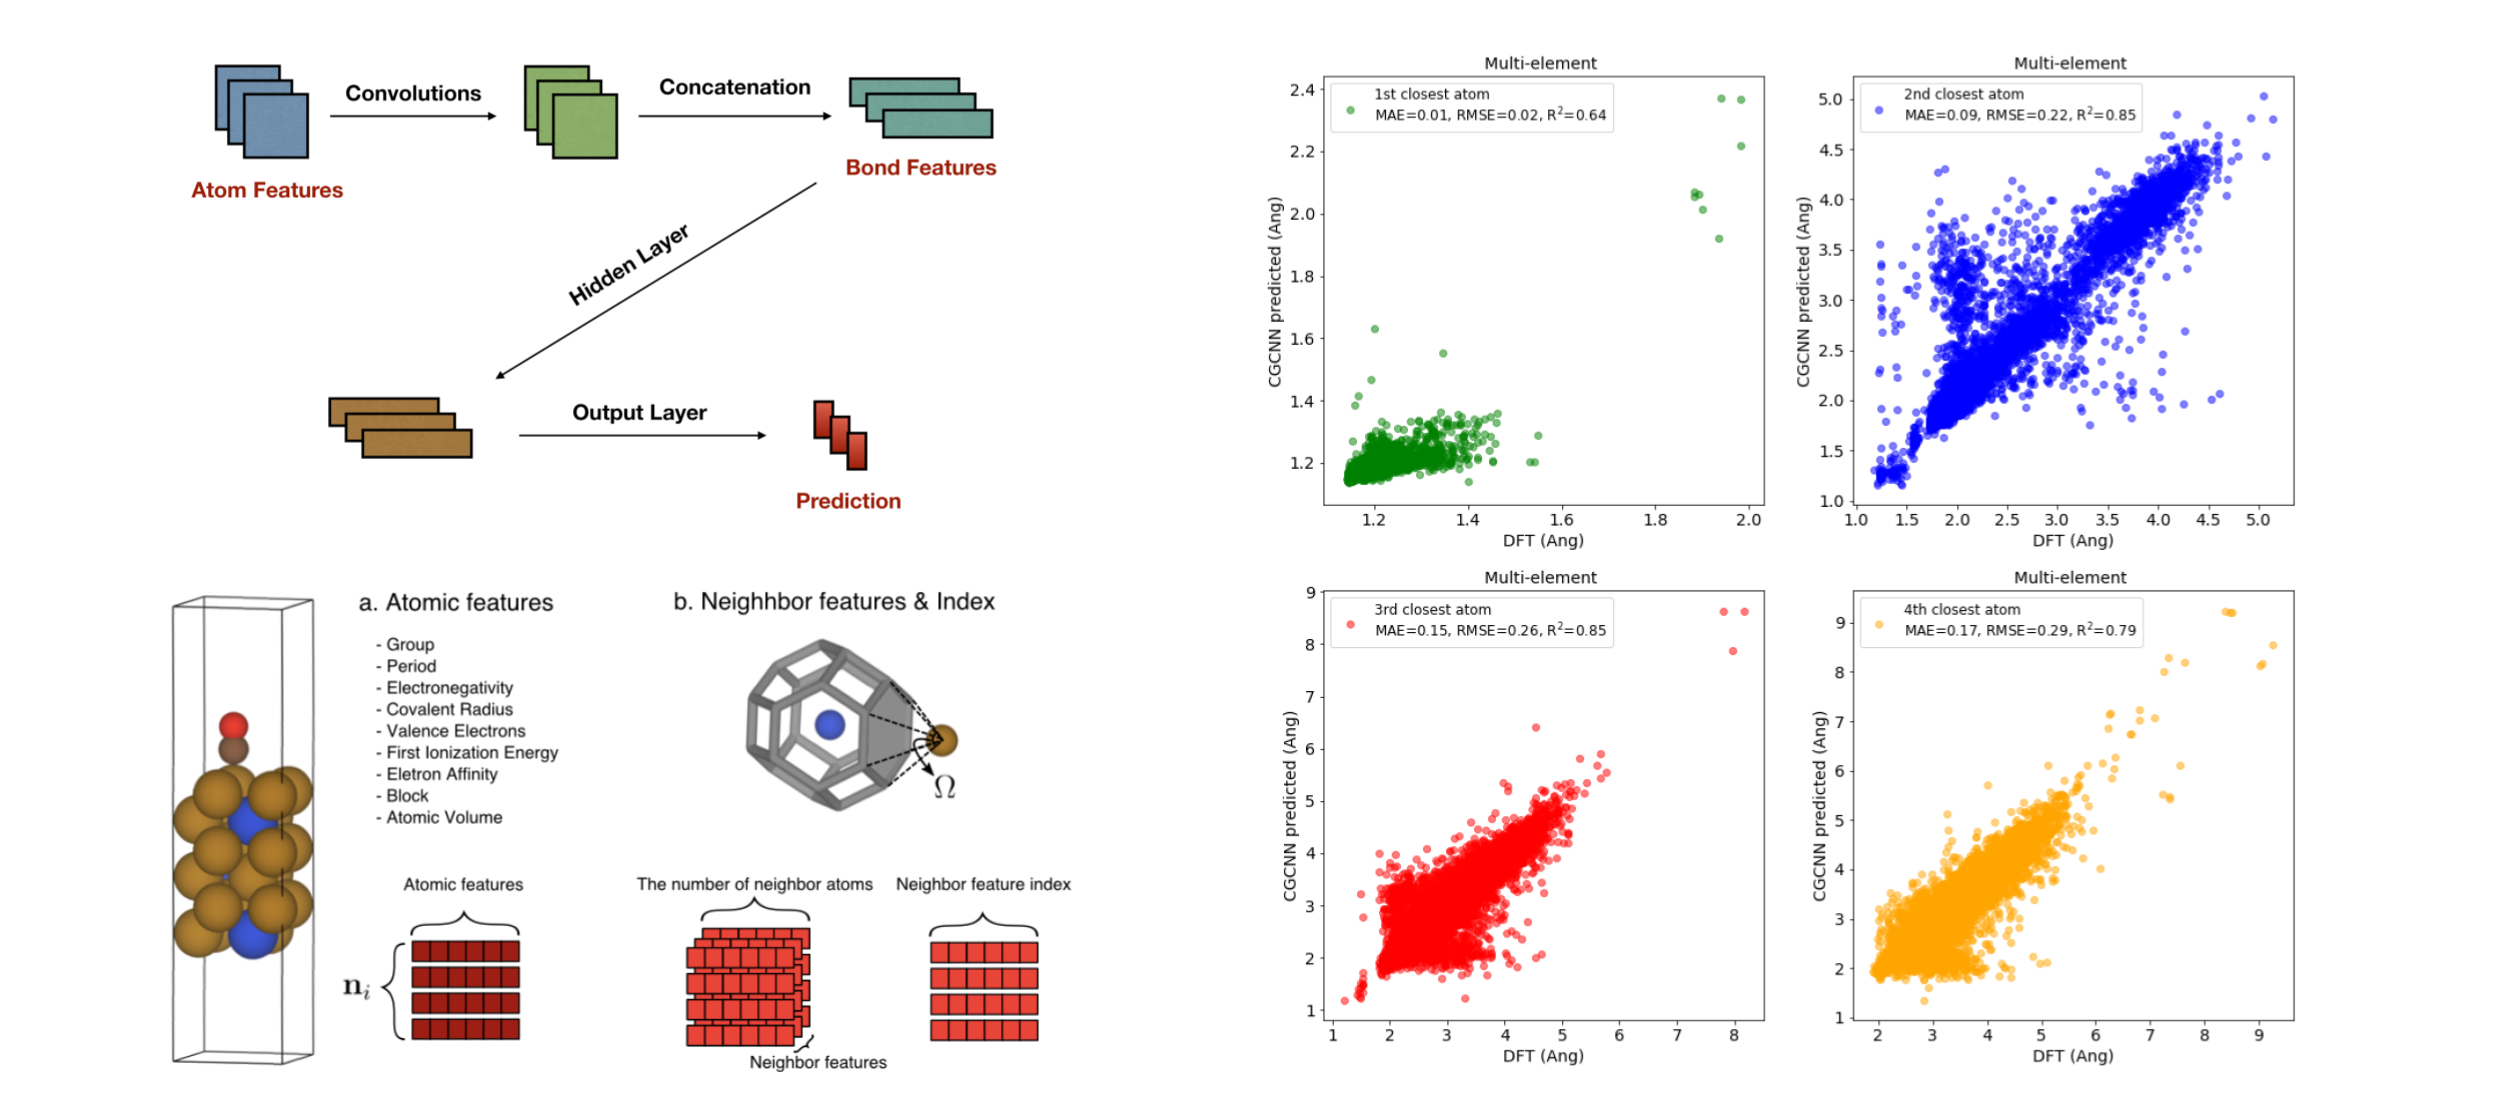 Convolutions
Concatenation
Atom Features
Bond Features
Hidden Layer
Output Layer
Prediction
a. Atomic features
- Group
- Period
- Electronegativity
- Covalent Radius
- Valence Electrons
- First Ionization Energy
- Eletron Affinity
- Block
- Atomic Volume
b. Neighhbor features & Index
Ω
Atomic features
n_i
The number of neighbor atoms
Neighbor features
Neighbor feature index
Multi-element
1st closest atom
MAE=0.01, RMSE=0.02, R²=0.64
CGCNN predicted (Ang)
2.4
2.2
2.0
1.8
1.6
1.4
1.2
1.2 1.4 1.6 1.8 2.0
DFT (Ang)
Multi-element
2nd closest atom
MAE=0.09, RMSE=0.22, R²=0.85
CGCNN predicted (Ang)
5.0
4.5
4.0
3.5
3.0
2.5
2.0
1.5
1.0
1.0 1.5 2.0 2.5 3.0 3.5 4.0 4.5 5.0
DFT (Ang)
Multi-element
3rd closest atom
MAE=0.15, RMSE=0.26, R²=0.85
CGCNN predicted (Ang)
9
8
7
6
5
4
3
2
1
1 2 3 4 5 6 7 8
DFT (Ang)
Multi-element
4th closest atom
MAE=0.17, RMSE=0.29, R²=0.79
CGCNN predicted (Ang)
9
8
7
6
5
4
3
2
1
2 3 4 5 6 7 8 9
DFT (Ang)